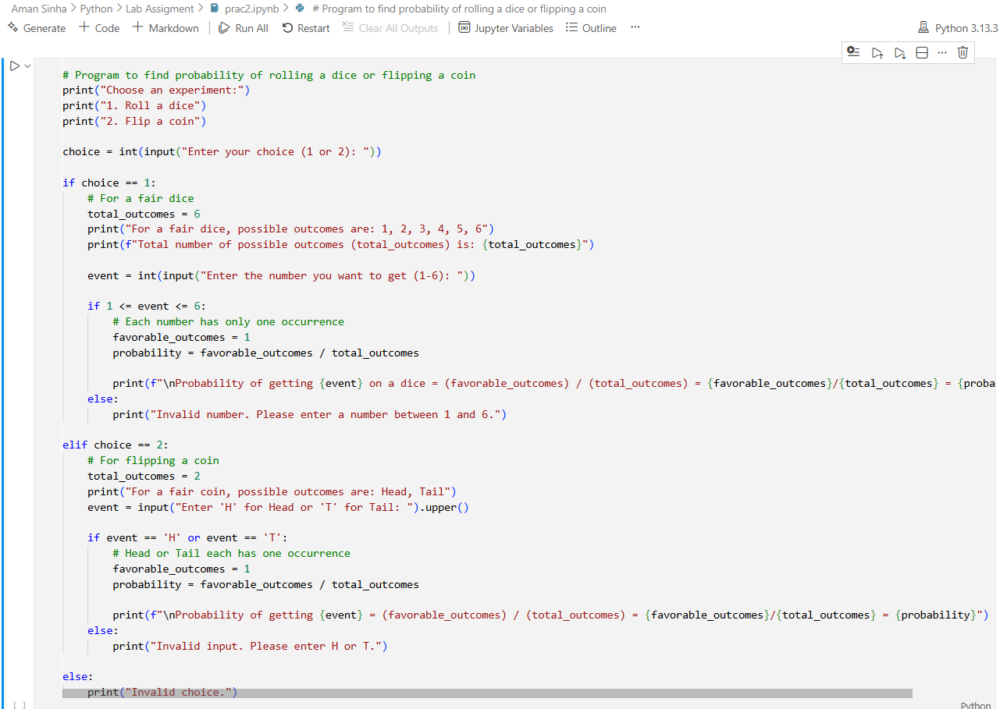 Aman Sinha > Python > Lab Assigment > prac2.ipynb > # Program to find probability of rolling a dice or flipping a coin
Generate + Code + Markdown | Run All Restart Clear All Outputs | Jupyter Variables Outline ... Python 3.13.3
# Program to find probability of rolling a dice or flipping a coin
print("Choose an experiment:")
print("1. Roll a dice")
print("2. Flip a coin")

choice = int(input("Enter your choice (1 or 2): "))

if choice == 1:
    # For a fair dice
    total_outcomes = 6
    print("For a fair dice, possible outcomes are: 1, 2, 3, 4, 5, 6")
    print(f"Total number of possible outcomes (total_outcomes) is: {total_outcomes}")

    event = int(input("Enter the number you want to get (1-6): "))

    if 1 <= event <= 6:
        # Each number has only one occurrence
        favorable_outcomes = 1
        probability = favorable_outcomes / total_outcomes

        print(f"\nProbability of getting {event} on a dice = (favorable_outcomes) / (total_outcomes) = {favorable_outcomes}/{total_outcomes} = {proba
    else:
        print("Invalid number. Please enter a number between 1 and 6.")

elif choice == 2:
    # For flipping a coin
    total_outcomes = 2
    print("For a fair coin, possible outcomes are: Head, Tail")
    event = input("Enter 'H' for Head or 'T' for Tail: ").upper()

    if event == 'H' or event == 'T':
        # Head or Tail each has one occurrence
        favorable_outcomes = 1
        probability = favorable_outcomes / total_outcomes

        print(f"\nProbability of getting {event} = (favorable_outcomes) / (total_outcomes) = {favorable_outcomes}/{total_outcomes} = {probability}")
    else:
        print("Invalid input. Please enter H or T.")

else:
    print("Invalid choice.")
[ ] Python